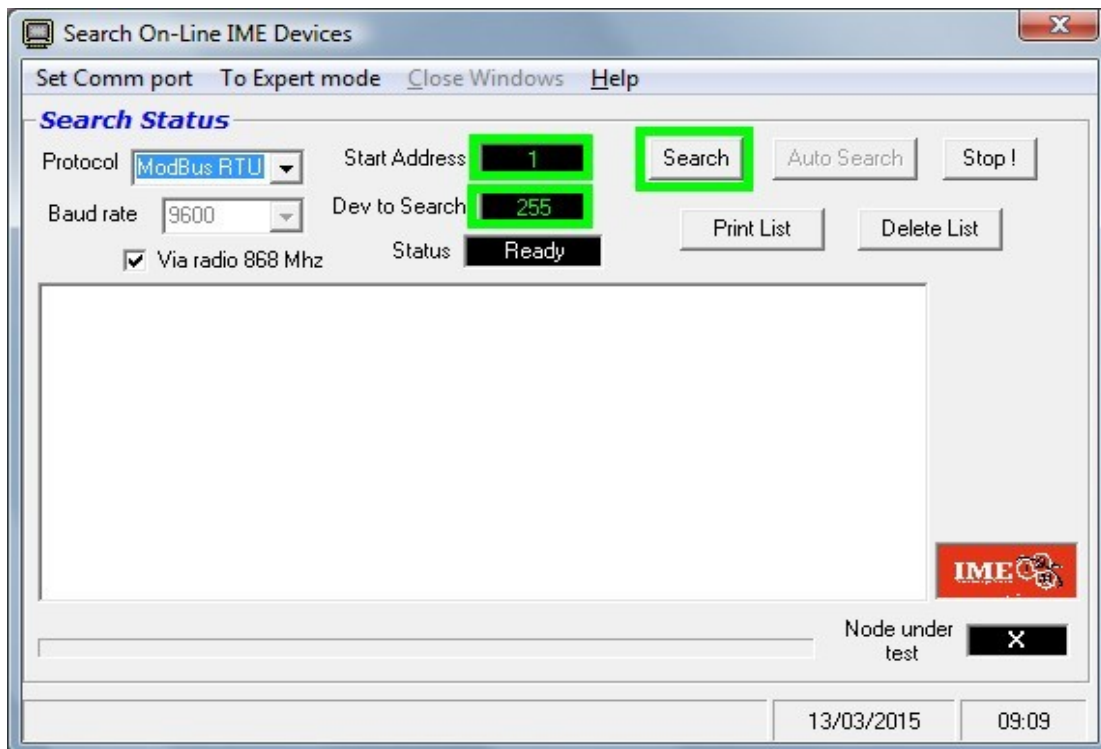 Search On-Line IME Devices
Set Comm port To Expert mode Close Windows Help
Search Status
Protocol ModBus RTU Start Address 1 Search Auto Search Stop !
Baud rate 9600 Dev to Search 255 Print List Delete List
Via radio 868 Mhz Status Ready
IME
Node under test X
13/03/2015 09:09